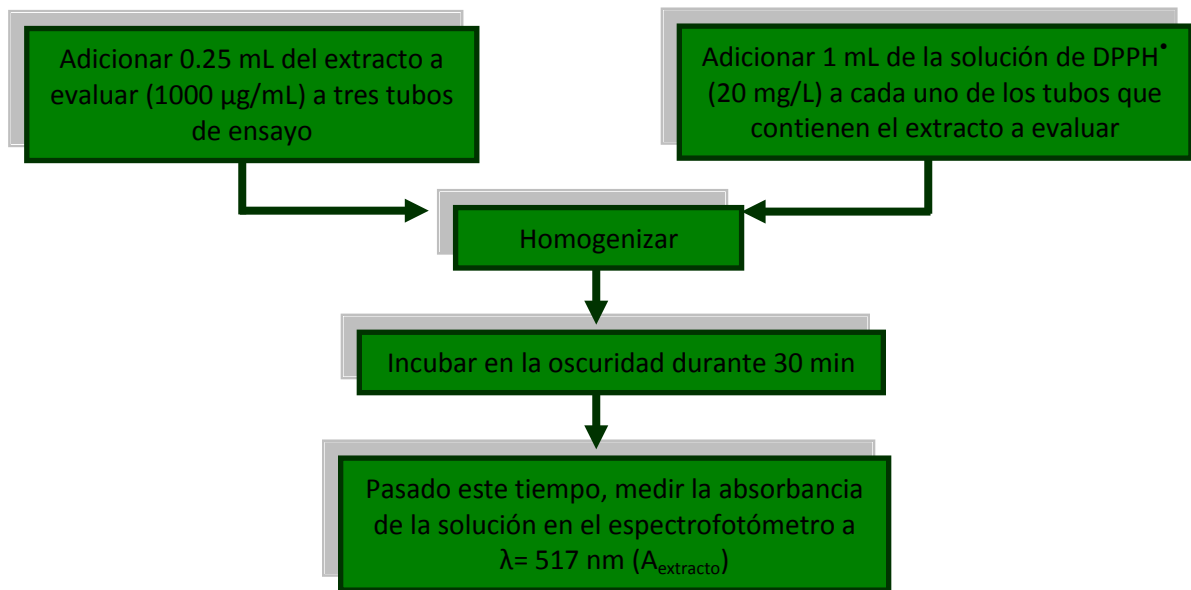 Adicionar 0.25 mL del extracto a
evaluar (1000 µg/mL) a tres tubos
de ensayo
Adicionar 1 mL de la solución de DPPH•
(20 mg/L) a cada uno de los tubos que
contienen el extracto a evaluar
Homogenizar
Incubar en la oscuridad durante 30 min
Pasado este tiempo, medir la absorbancia
de la solución en el espectrofotómetro a
λ= 517 nm (Aextracto)